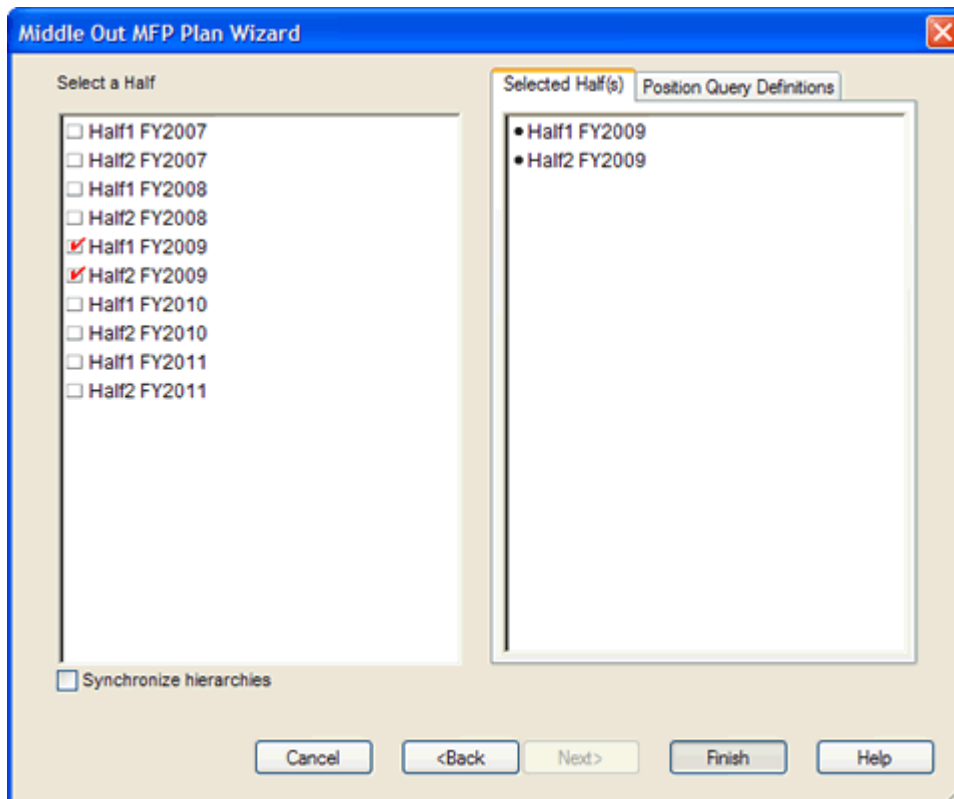 Middle Out MFP Plan Wizard
Select a Half
Half1 FY2007
Half2 FY2007
Half1 FY2008
Half2 FY2008
Half1 FY2009
Half2 FY2009
Half1 FY2010
Half2 FY2010
Half1 FY2011
Half2 FY2011
Synchronize hierarchies
Selected Half(s) Position Query Definitions
Half1 FY2009
Half2 FY2009
Cancel <Back Next> Finish Help